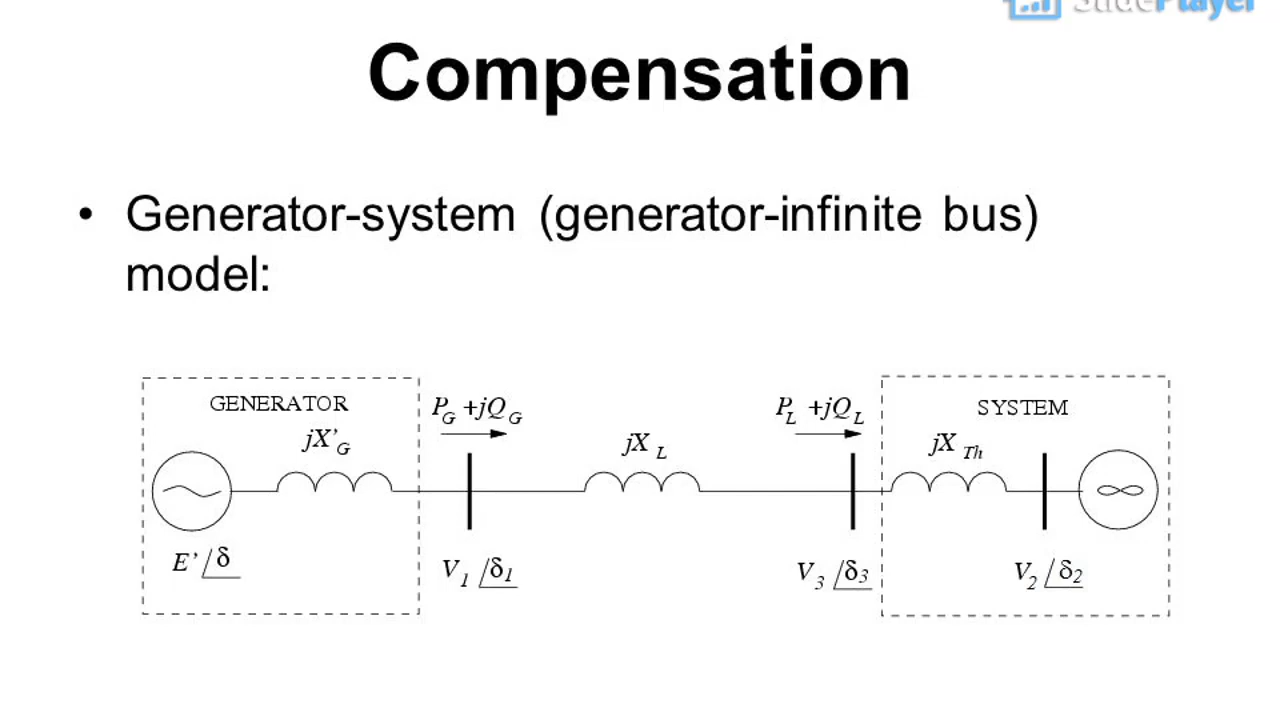 SlidePlayer
Compensation
• Generator-system (generator-infinite bus)
model:
GENERATOR
P_G +jQ_G
P_L +jQ_L
SYSTEM
jX'_G
jX_L
jX_Th
∞
E' /δ
V_1 /δ_1
V_3 /δ_3
V_2 /δ_2